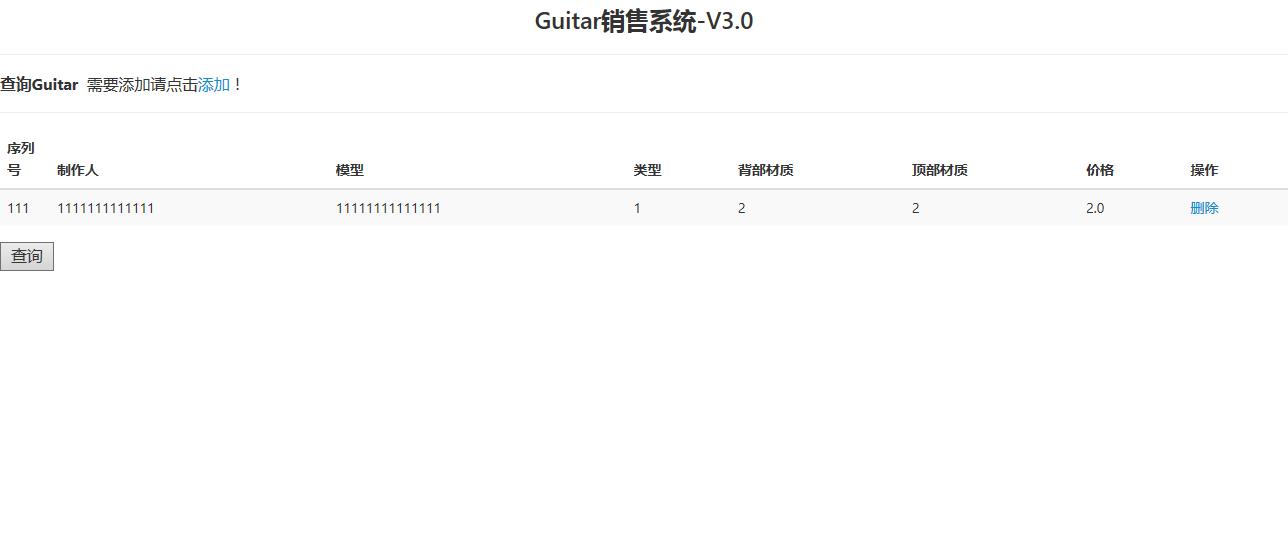 Guitar销售系统-V3.0
查询Guitar 需要添加请点击添加！
序列号 制作人 模型 类型 背部材质 顶部材质 价格 操作
111 1111111111111 11111111111111 1 2 2 2.0 删除
查询